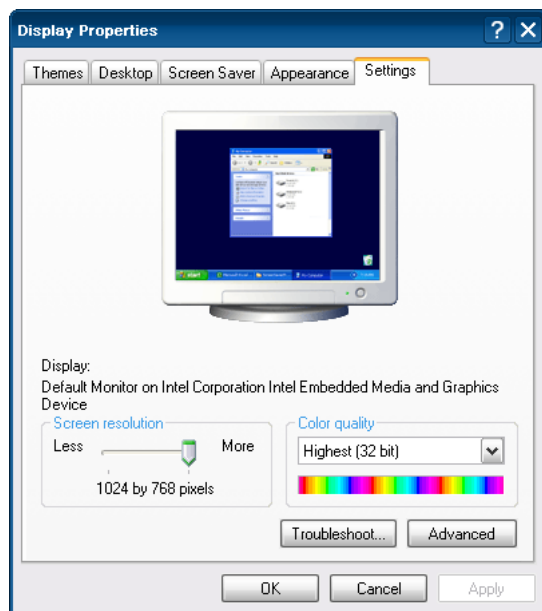 Display Properties
Themes Desktop Screen Saver Appearance Settings
start
Display:
Default Monitor on Intel Corporation Intel Embedded Media and Graphics
Device
Screen resolution
Less More
1024 by 768 pixels
Color quality
Highest (32 bit)
Troubleshoot... Advanced
OK Cancel Apply